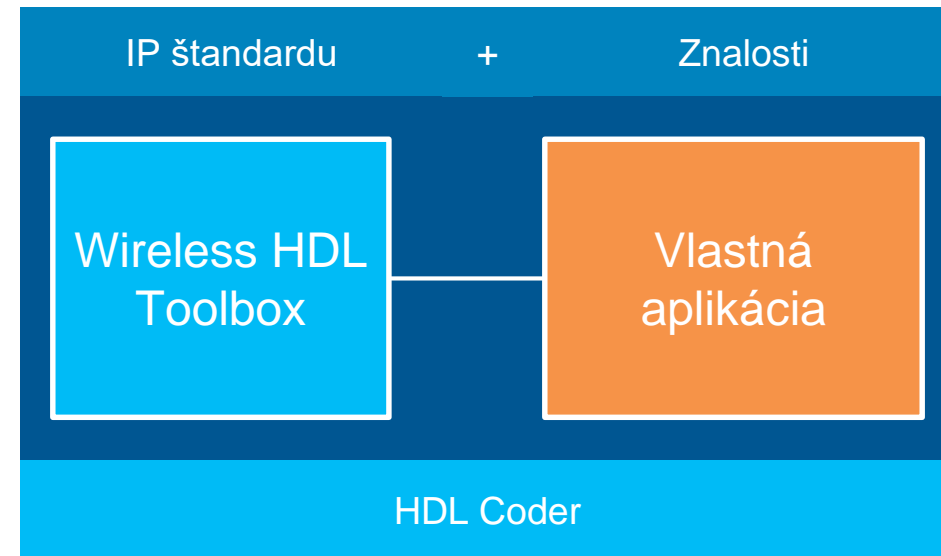 IP štandardu + Znalosti
Wireless HDL
Toolbox
Vlastná
aplikácia
HDL Coder